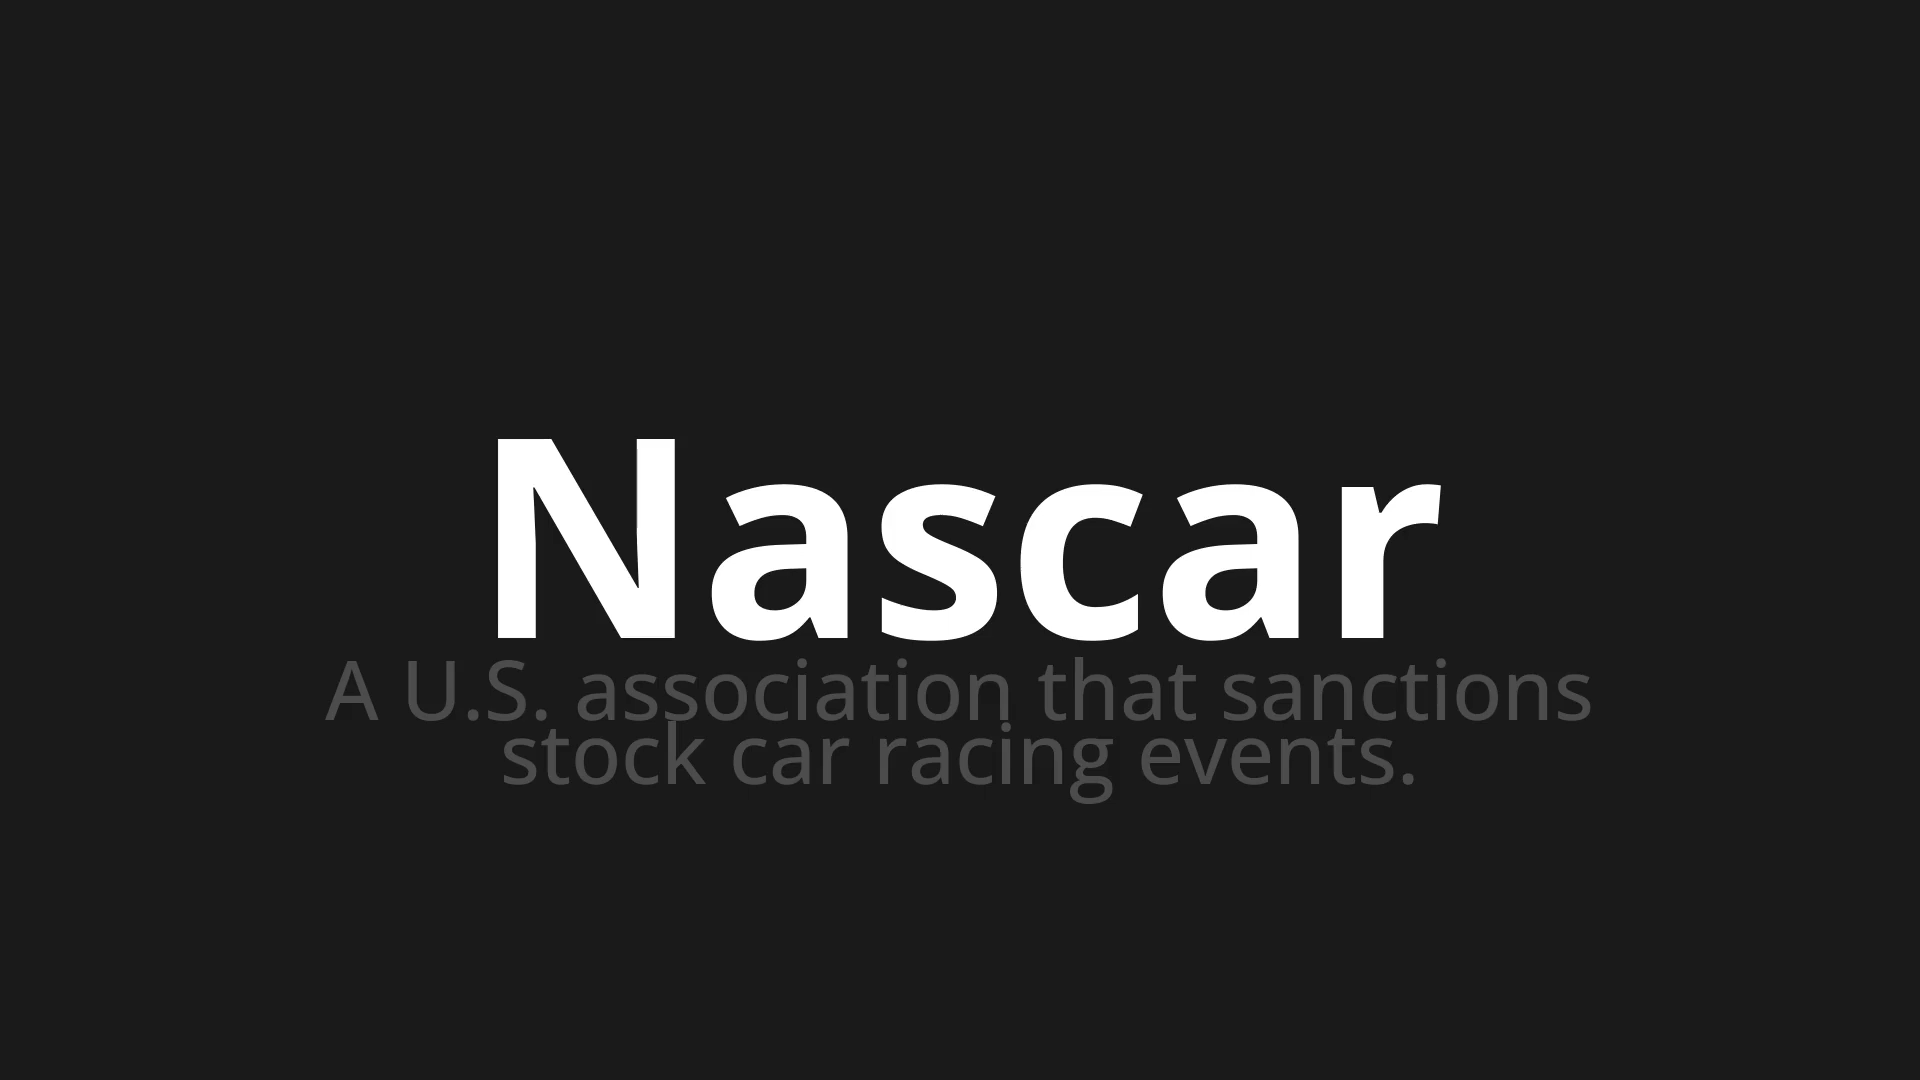 Nascar
A U.S. association that sanctions
stock car racing events.